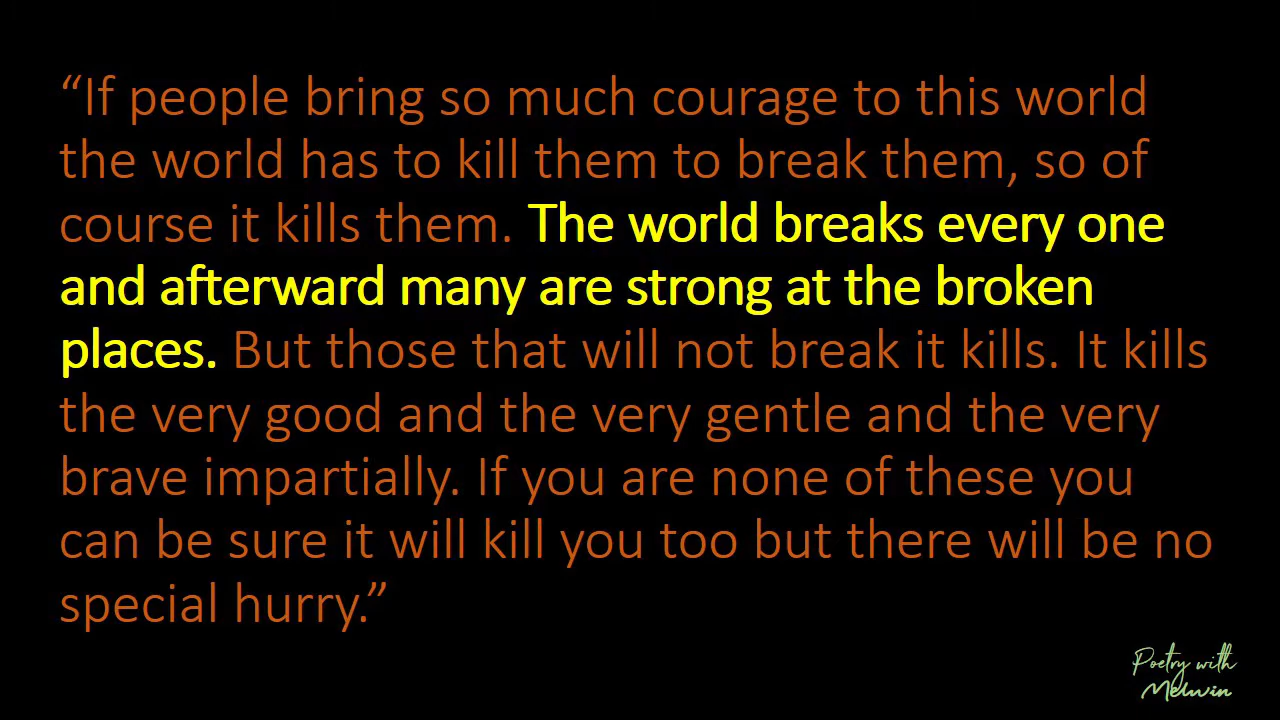 “If people bring so much courage to this world
the world has to kill them to break them, so of
course it kills them. The world breaks every one
and afterward many are strong at the broken
places. But those that will not break it kills. It kills
the very good and the very gentle and the very
brave impartially. If you are none of these you
can be sure it will kill you too but there will be no
special hurry.”
Poetry with
Melwin